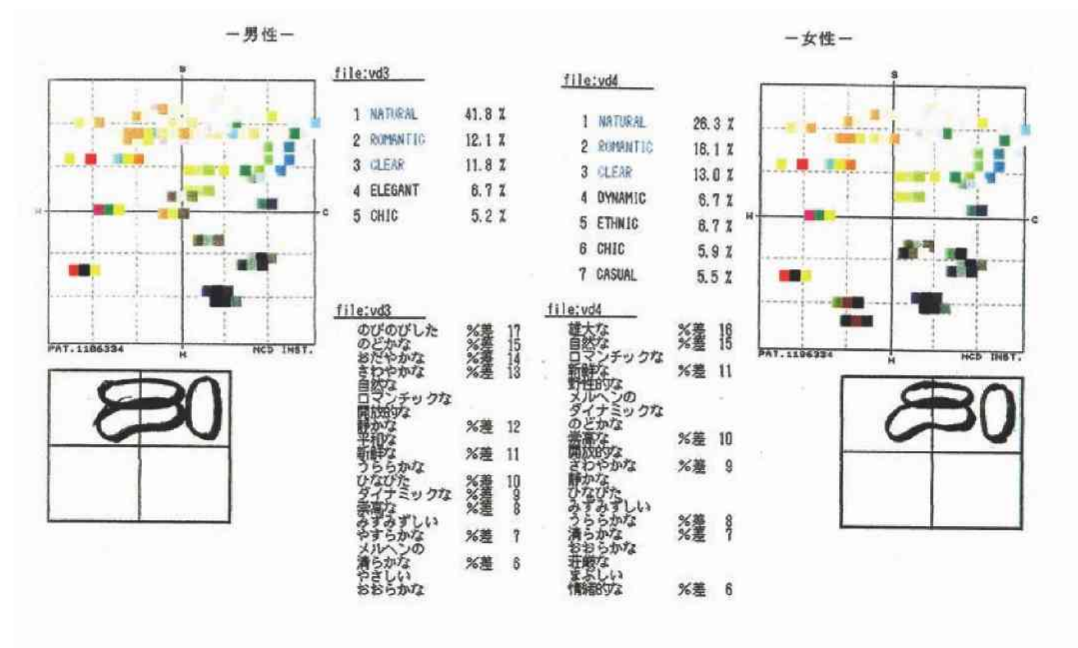 －男性－
－女性－
S
W
C
H
PAT.1106334
NCD INST.
file:vd3
1 NATURAL 41.8 %
2 ROMANTIC 12.1 %
3 CLEAR 11.8 %
4 ELEGANT 6.7 %
5 CHIC 5.2 %
file:vd4
1 NATURAL 26.3 %
2 ROMANTIC 16.1 %
3 CLEAR 13.0 %
4 DYNAMIC 6.7 %
5 ETHNIC 6.7 %
6 CHIC 5.9 %
7 CASUAL 5.5 %
S
W
C
H
NCD INST.
file:vd3
のびのびした %差 17
のどかな %差 15
おだやかな %差 14
さわやかな %差 13
自然な
ロマンチックな
開放的な
静かな %差 12
平和な
新鮮な %差 11
うららかな
ひなびた %差 10
ダイナミックな %差 9
崇高な %差 8
みずみずしい
やすらかな %差 7
メルヘンの
清らかな %差 6
やさしい
おおらかな
file:vd4
雄大な %差 16
自然な %差 15
ロマンチックな
新鮮な %差 11
野性的な
メルヘンの
ダイナミックな
のどかな
崇高な %差 10
開放的な
さわやかな %差 9
静かな
ひなびた
みずみずしい
うららかな %差 8
清らかな %差 7
おおらかな
荘厳な
まぶしい
情緒的な %差 6